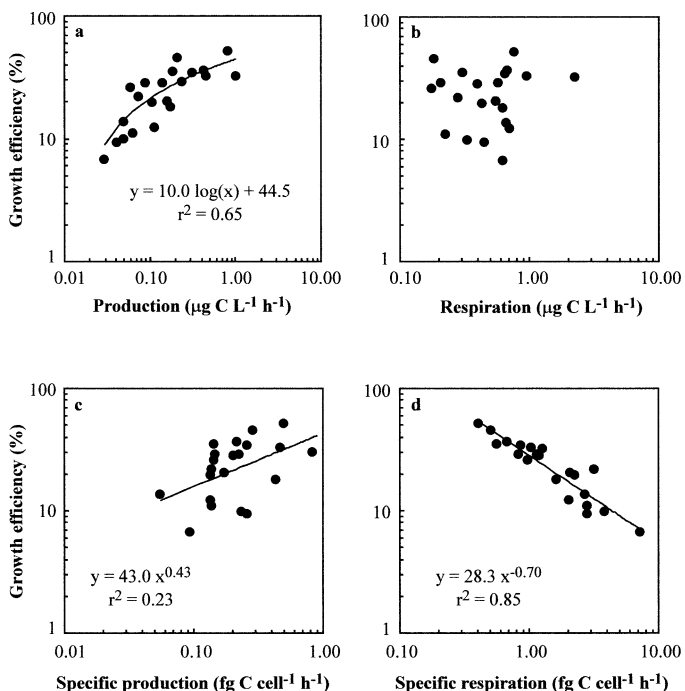 a
b
Growth efficiency (%)
100
10
1
y = 10.0 log(x) + 44.5
r² = 0.65
0.01 0.10 1.00 10.00
Production (µg C L⁻¹ h⁻¹)
100
10
1
0.10 1.00 10.00
Respiration (µg C L⁻¹ h⁻¹)
c
d
Growth efficiency (%)
100
10
1
y = 43.0 x⁰·⁴³
r² = 0.23
0.01 0.10 1.00
Specific production (fg C cell⁻¹ h⁻¹)
100
10
1
y = 28.3 x⁻⁰·⁷⁰
r² = 0.85
0.10 1.00 10.00
Specific respiration (fg C cell⁻¹ h⁻¹)